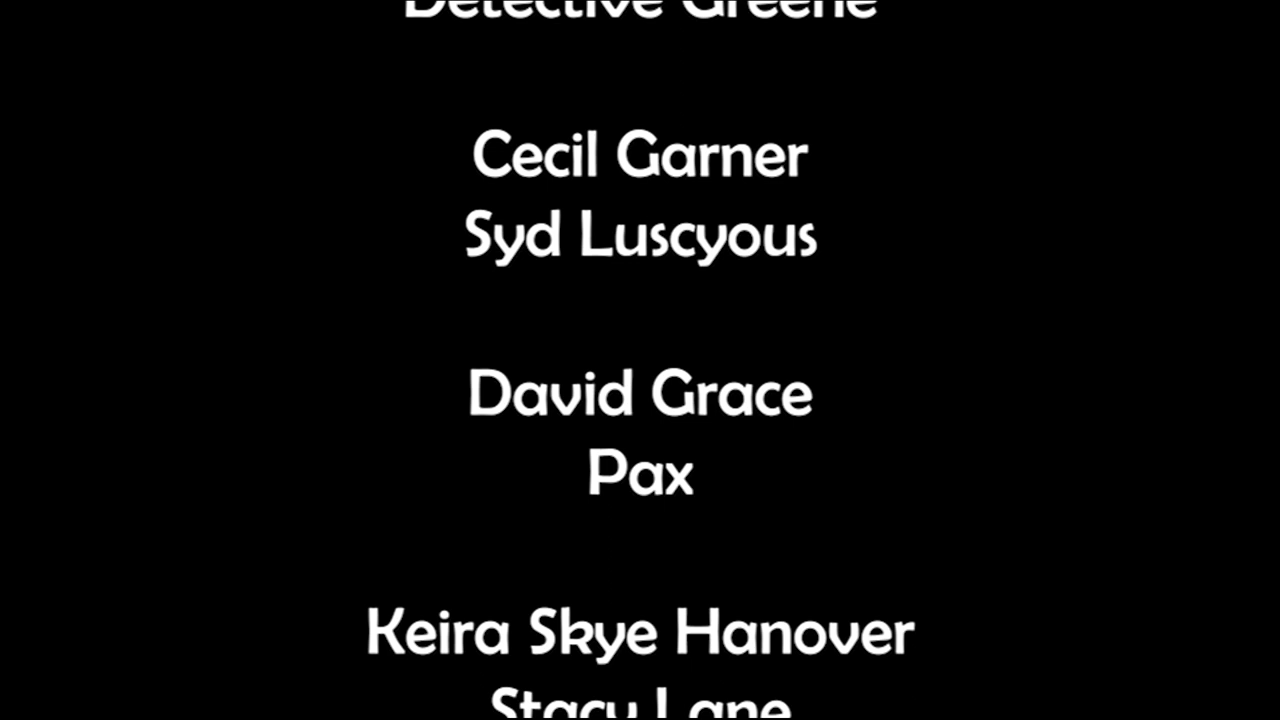 Detective Greene
Cecil Garner
Syd Luscyous
David Grace
Pax
Keira Skye Hanover
Stacy Lane